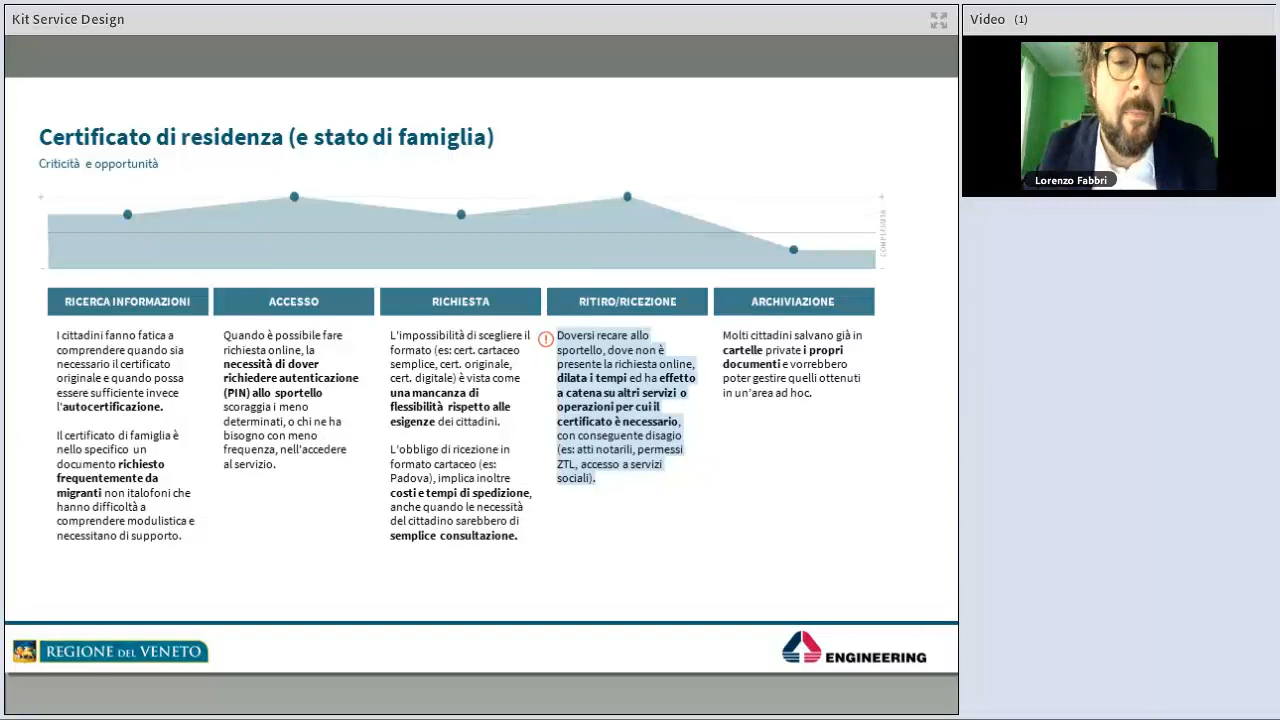 Kit Service Design
Video (1)
Lorenzo Fabbri
Certificato di residenza (e stato di famiglia)
Criticità e opportunità
COMPLESSITÀ
RICERCA INFORMAZIONI
I cittadini fanno fatica a
comprendere quando sia
necessario il certificato
originale e quando possa
essere sufficiente invece
l'autocertificazione.
Il certificato di famiglia è
nello specifico un
documento richiesto
frequentemente da
migranti non italofoni che
hanno difficoltà a
comprendere modulistica e
necessitano di supporto.
ACCESSO
Quando è possibile fare
richiesta online, la
necessità di dover
richiedere autenticazione
(PIN) allo sportello
scoraggia i meno
determinati, o chi ne ha
bisogno con meno
frequenza, nell'accedere
al servizio.
RICHIESTA
L'impossibilità di scegliere il
formato (es: cert. cartaceo
semplice, cert. originale,
cert. digitale) è vista come
una mancanza di
flessibilità rispetto alle
esigenze dei cittadini.
L'obbligo di ricezione in
formato cartaceo (es:
Padova), implica inoltre
costi e tempi di spedizione,
anche quando le necessità
del cittadino sarebbero di
semplice consultazione.
RITIRO/RICEZIONE
Doversi recare allo
sportello, dove non è
presente la richiesta online,
dilata i tempi ed ha effetto
a catena su altri servizi o
operazioni per cui il
certificato è necessario,
con conseguente disagio
(es: atti notarili, permessi
ZTL, accesso a servizi
sociali).
ARCHIVIAZIONE
Molti cittadini salvano già in
cartelle private i propri
documenti e vorrebbero
poter gestire quelli ottenuti
in un'area ad hoc.
REGIONE DEL VENETO
ENGINEERING